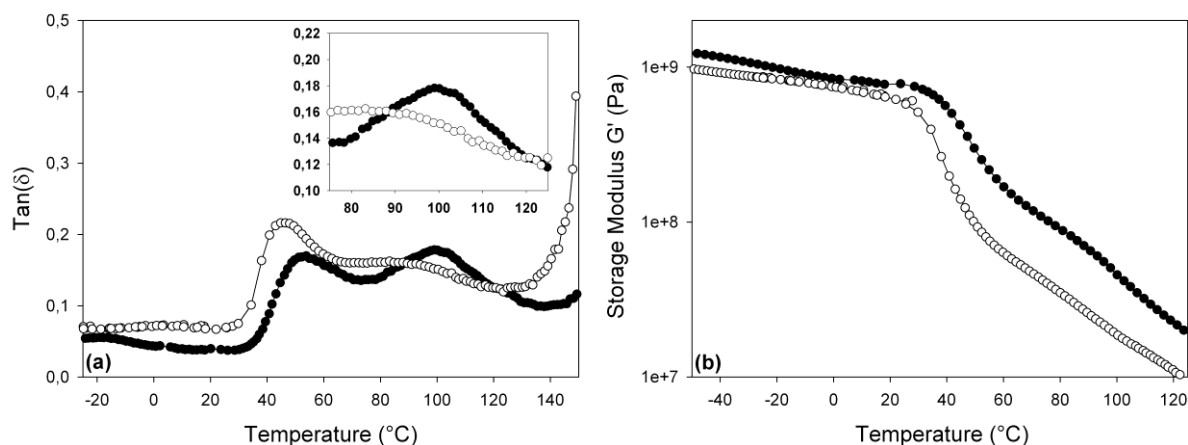 0,5
0,4
0,3
0,2
0,1
0,0
Tan(δ)
0,22
0,20
0,18
0,16
0,14
0,12
0,10
80 90 100 110 120
(a)
-20 0 20 40 60 80 100 120 140
Temperature (°C)
Storage Modulus G' (Pa)
1e+9
1e+8
1e+7
(b)
-40 -20 0 20 40 60 80 100 120
Temperature (°C)